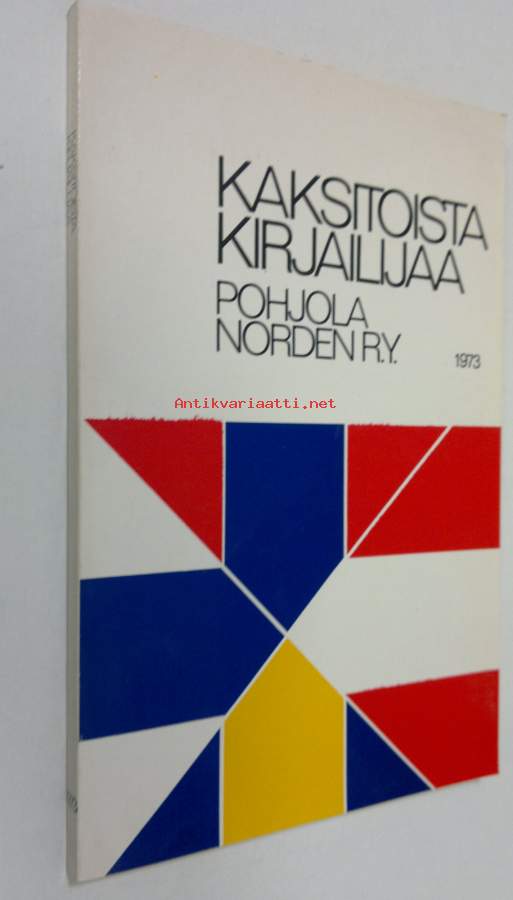 KAKSITOISTA
KIRJAILIJAA
POHJOLA
NORDEN R.Y.
1973
Antikvariaatti.net